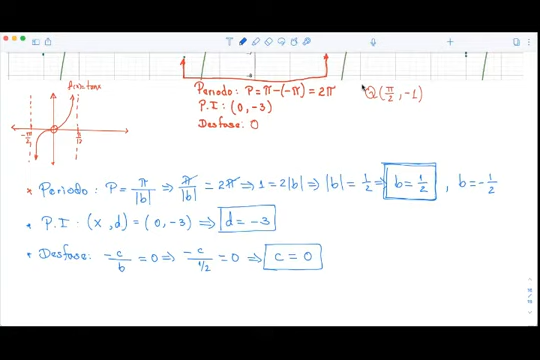 f(x)= tanx
-π/2
π/2
Periodo: P = π-(-π) = 2π
P.I: (0, -3)
Desfase: 0
Q(π/2, -1)
* Periodo: P = π/|b| ⇒ π/|b| = 2π ⇒ 1 = 2|b| ⇒ |b| = 1/2 ⇒ b = 1/2 , b = -1/2
* P.I: (x, d) = (0, -3) ⇒ d = -3
* Desfase: -c/b = 0 ⇒ -c/1/2 = 0 ⇒ c = 0